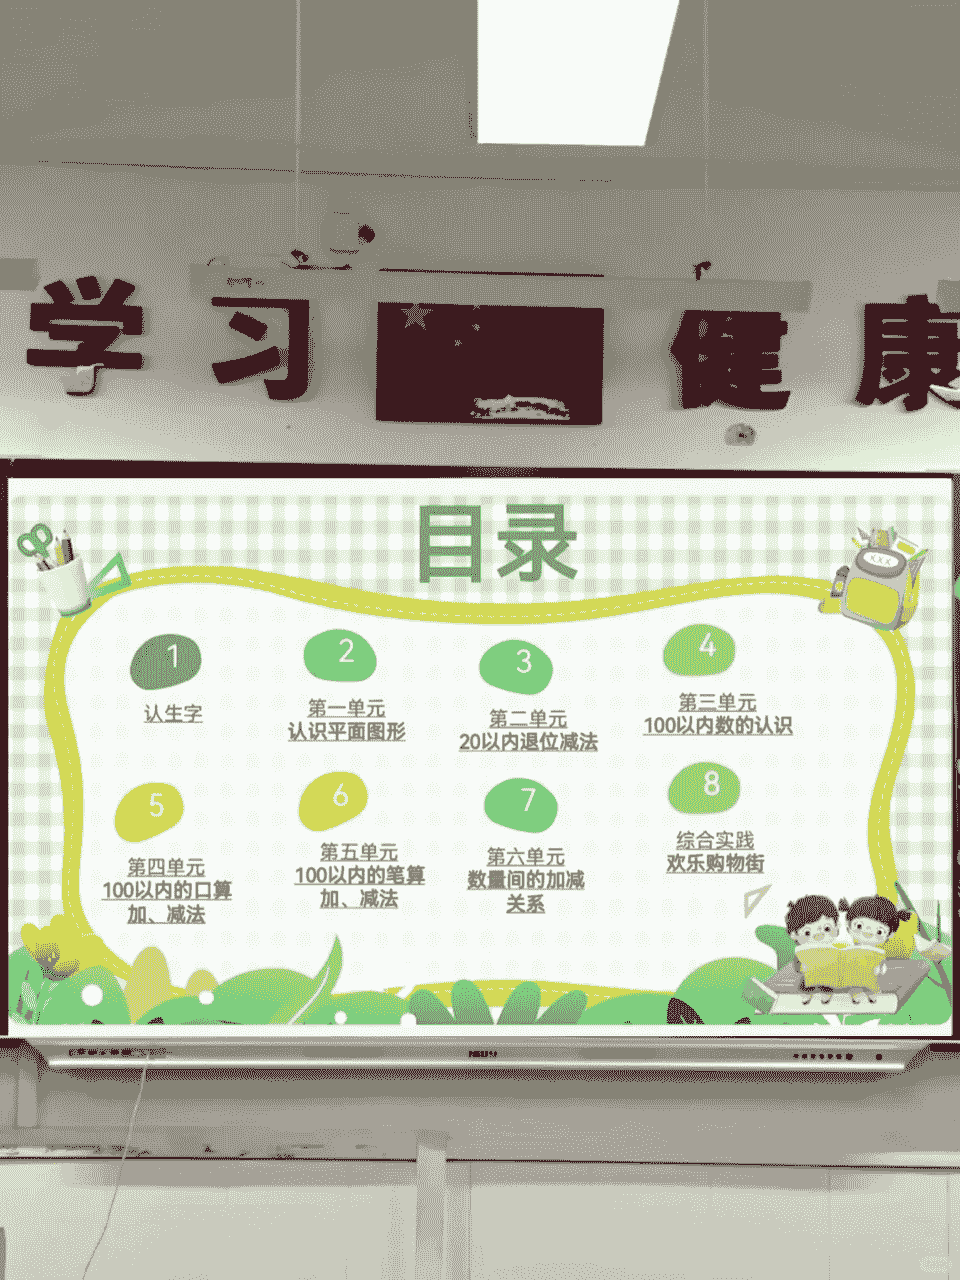 学习 健康
目录
1
认生字
2
第一单元
认识平面图形
3
第二单元
20以内退位减法
4
第三单元
100以内数的认识
5
第四单元
100以内的口算
加、减法
6
第五单元
100以内的笔算
加、减法
7
第六单元
数量间的加减
关系
8
综合实践
欢乐购物街
XXX